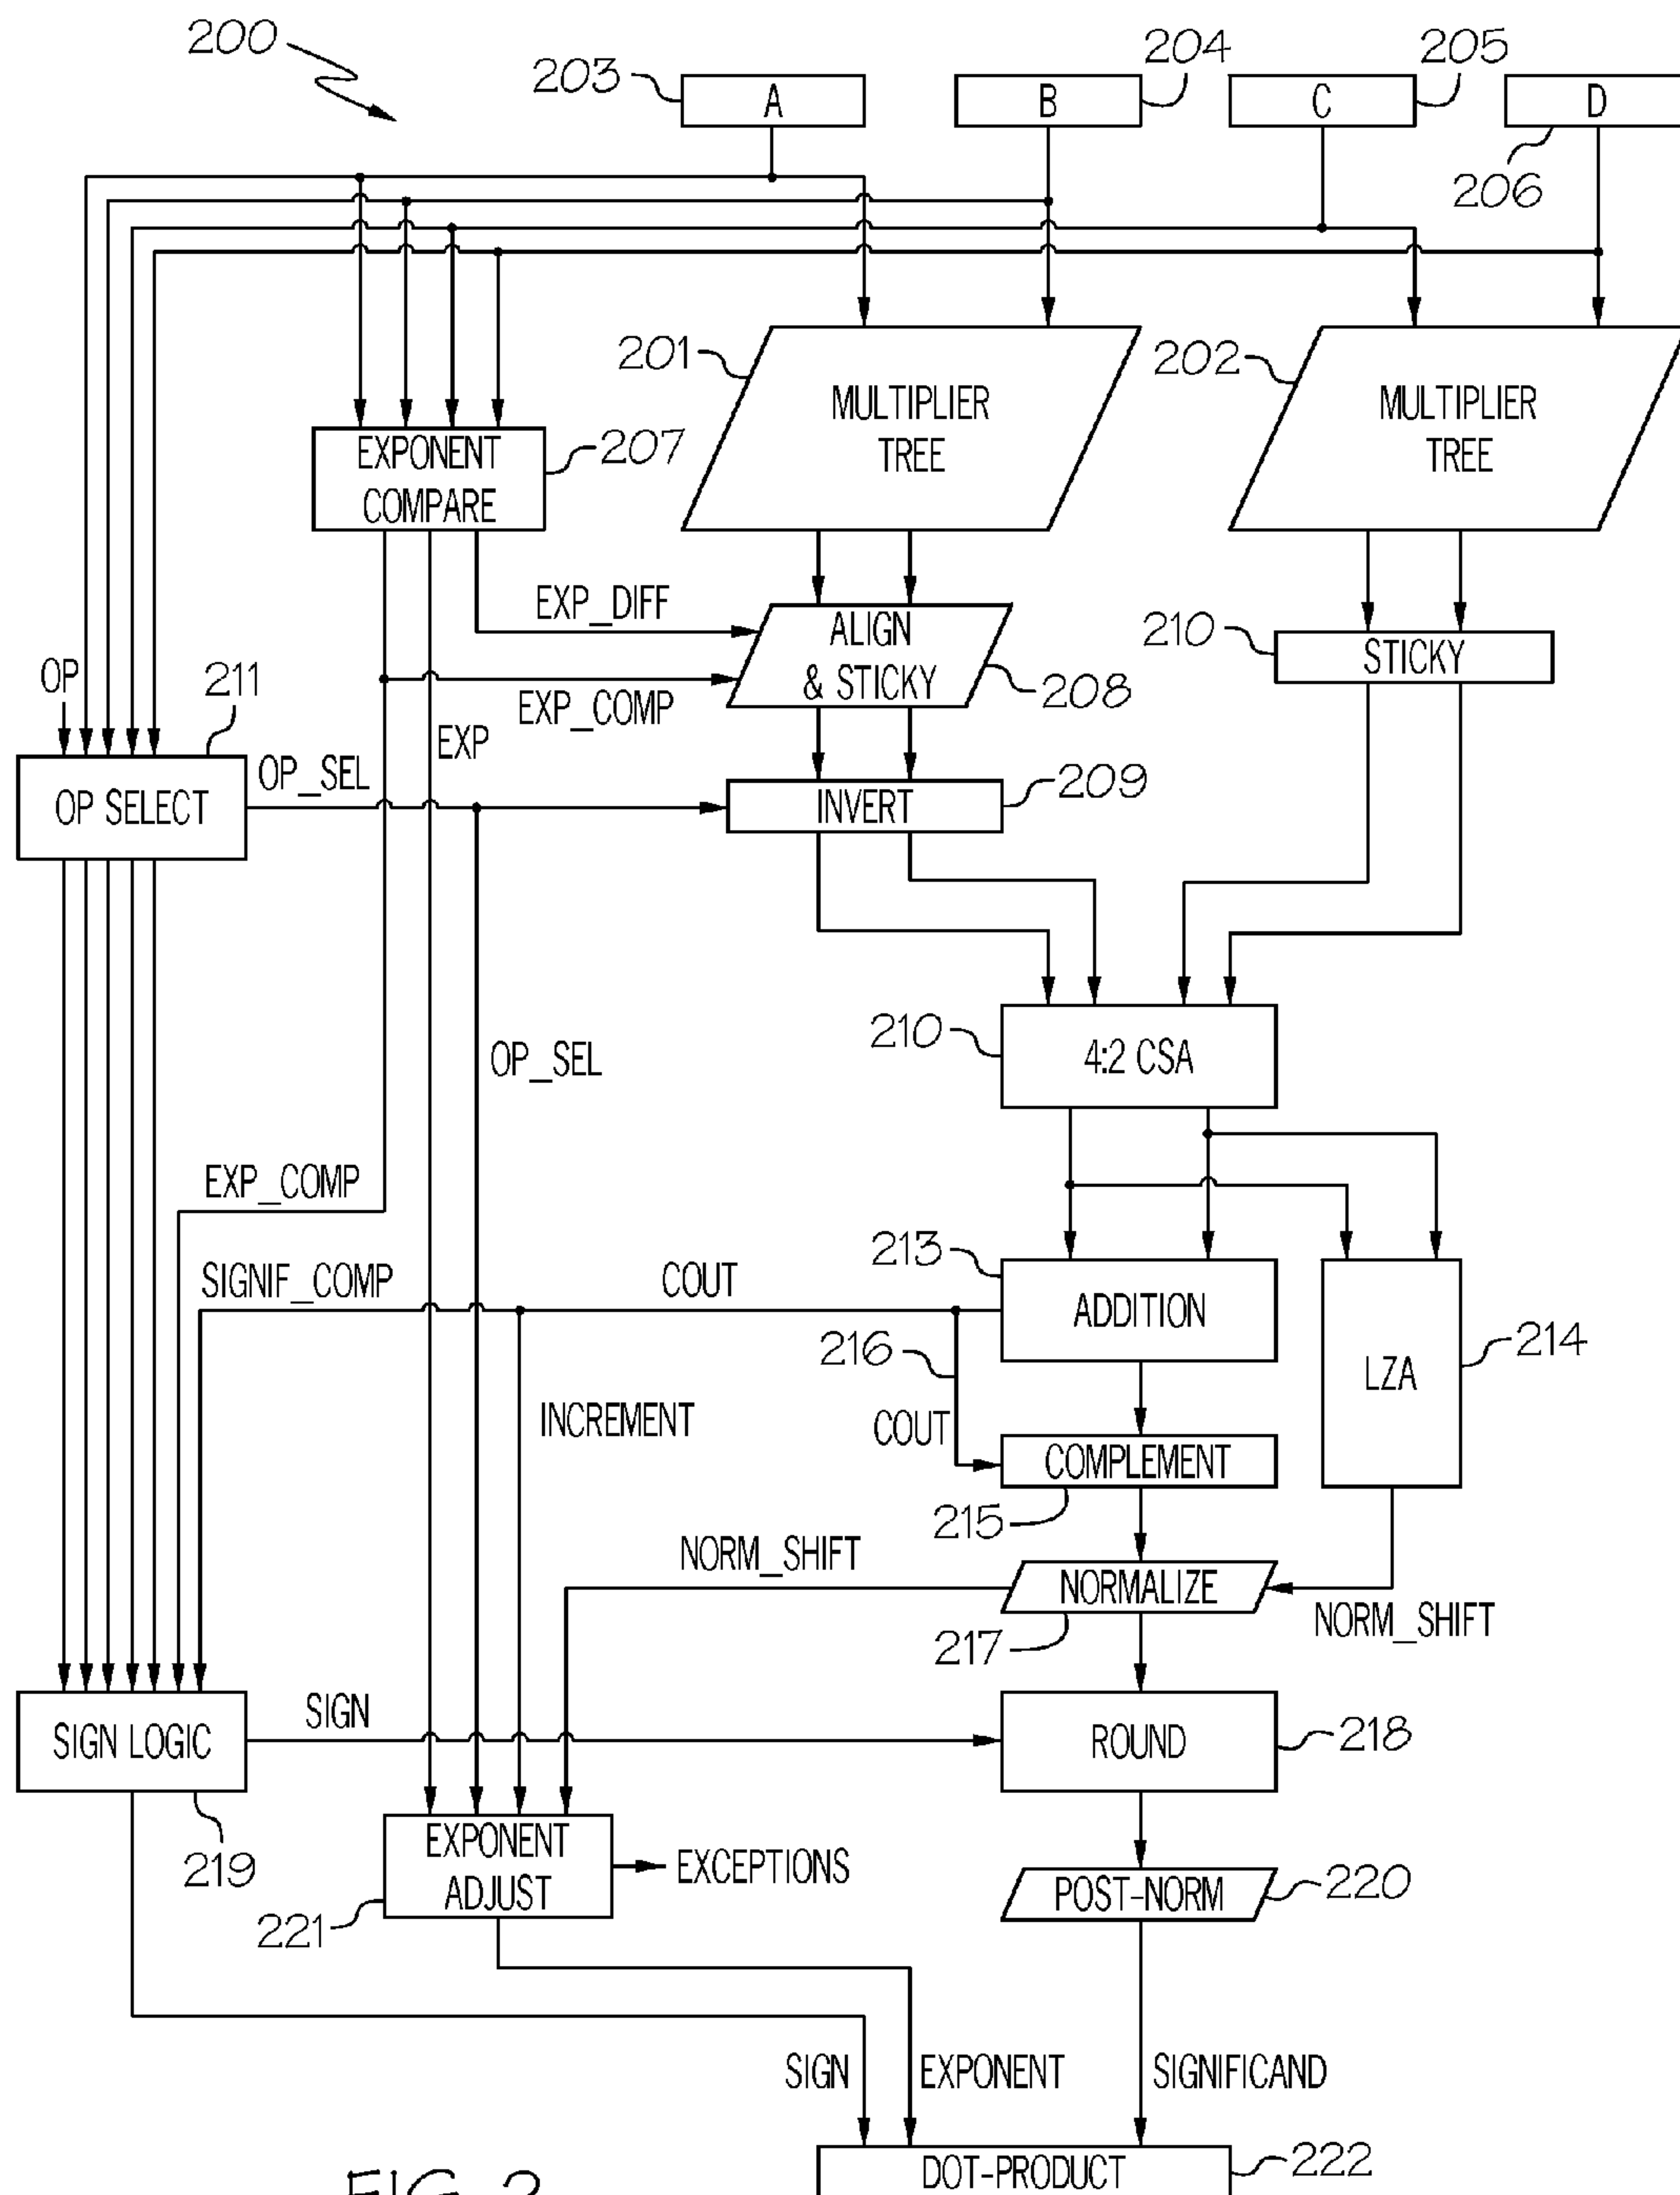 200
203
A
204
B
205
C
D
206
201
MULTIPLIER
TREE
202
MULTIPLIER
TREE
EXPONENT
COMPARE
207
EXP_DIFF
ALIGN
& STICKY
208
210
STICKY
OP
211
EXP_COMP
EXP
OP SELECT
OP_SEL
INVERT
209
210
4:2 CSA
OP_SEL
EXP_COMP
SIGNIF_COMP
COUT
213
ADDITION
LZA
214
216
COUT
INCREMENT
COMPLEMENT
215
NORM_SHIFT
NORMALIZE
217
NORM_SHIFT
SIGN LOGIC
SIGN
ROUND
218
219
EXPONENT
ADJUST
EXCEPTIONS
221
POST-NORM
220
SIGN
EXPONENT
SIGNIFICAND
DOT-PRODUCT
222
FIG. 2